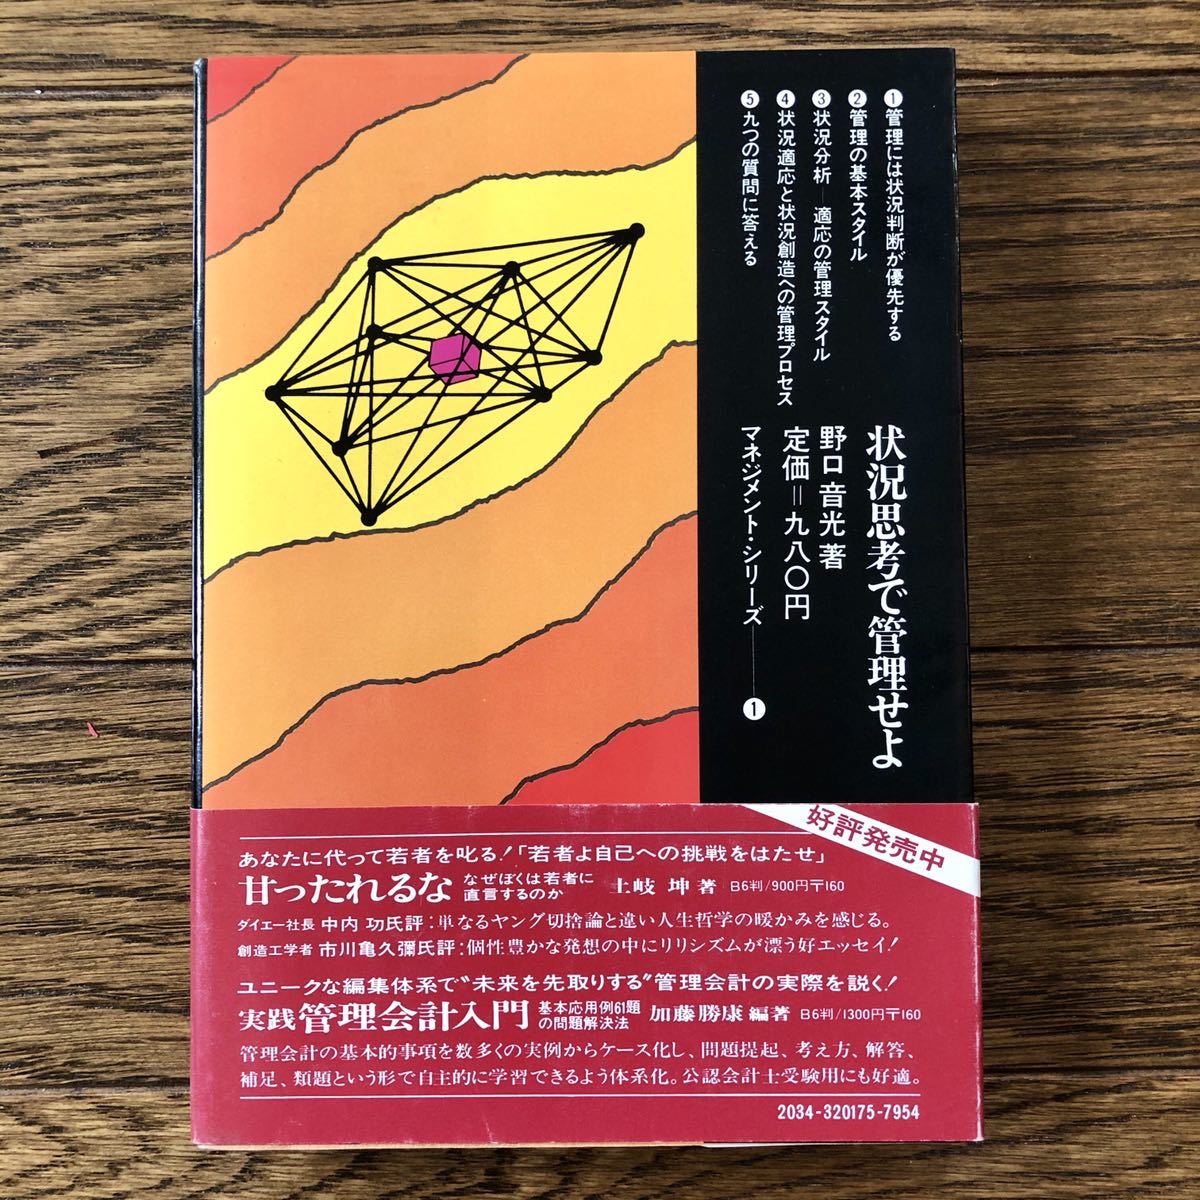 ❶管理には状況判断が優先する
❷管理の基本スタイル
❸状況分析――適応の管理スタイル
❹状況適応と状況創造への管理プロセス
❺九つの質問に答える
状況思考で管理せよ
野口 音光 著
定価＝九八〇円
マネジメント・シリーズ――❶
好評発売中
あなたに代って若者を叱る！「若者よ自己への挑戦をはたせ」
甘ったれるな なぜぼくは若者に直言するのか 土岐 坤 著 B6判/900円〒160
ダイエー社長 中内 功氏評：単なるヤング切捨論と違い人生哲学の暖かみを感じる。
創造工学者 市川亀久彌氏評：個性豊かな発想の中にリリシズムが漂う好エッセイ！
ユニークな編集体系で“未来を先取りする”管理会計の実際を説く！
実践 管理会計入門 基本応用例61題の問題解決法 加藤勝康 編著 B6判/1300円〒160
管理会計の基本的事項を数多くの実例からケース化し、問題提起、考え方、解答、
補足、類題という形で自主的に学習できるよう体系化。公認会計士受験用にも好適。
2034-320175-7954